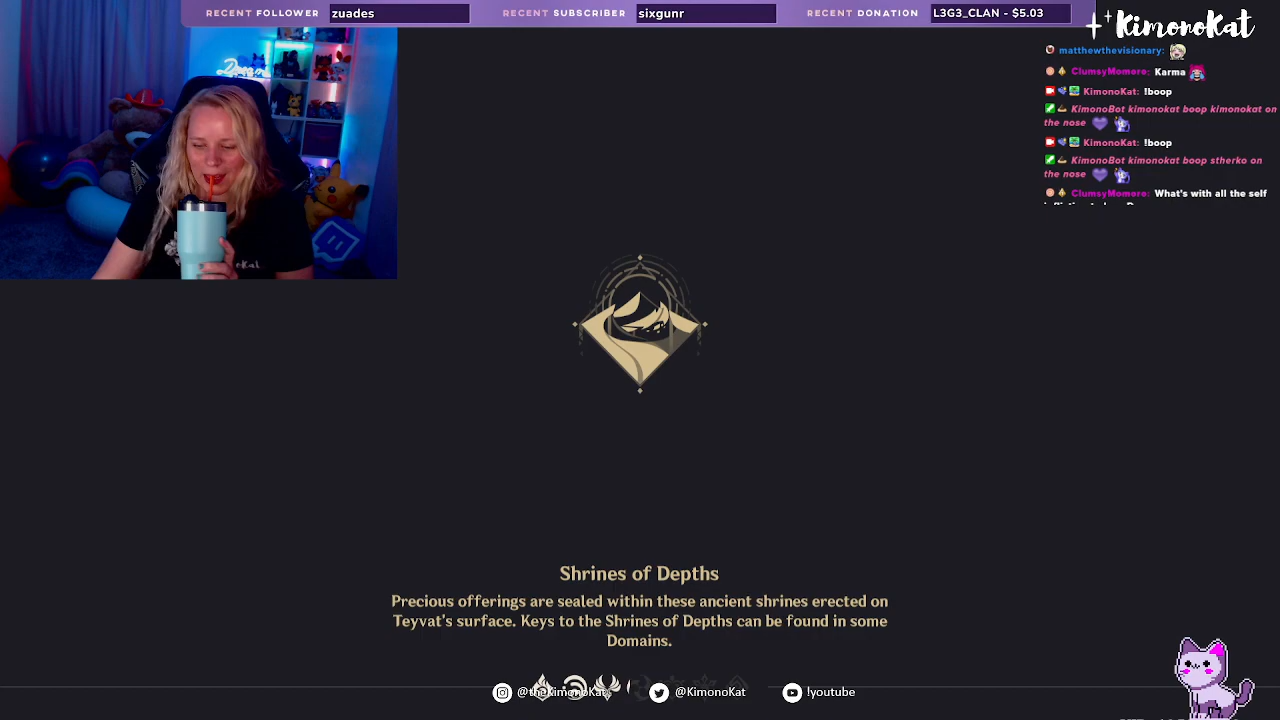 RECENT FOLLOWER zuades RECENT SUBSCRIBER sixgunr RECENT DONATION L3G3_CLAN - $5.03
KimonoKat
matthewthevisionary:
ClumsyMomoro: Karma
KimonoKat: !boop
KimonoBot kimonokat boop kimonokat on
the nose
KimonoKat: !boop
KimonoBot kimonokat boop stherko on
the nose
ClumsyMomoro: What's with all the self
Shrines of Depths
Precious offerings are sealed within these ancient shrines erected on
Teyvat's surface. Keys to the Shrines of Depths can be found in some
Domains.
@KimonoKat !youtube